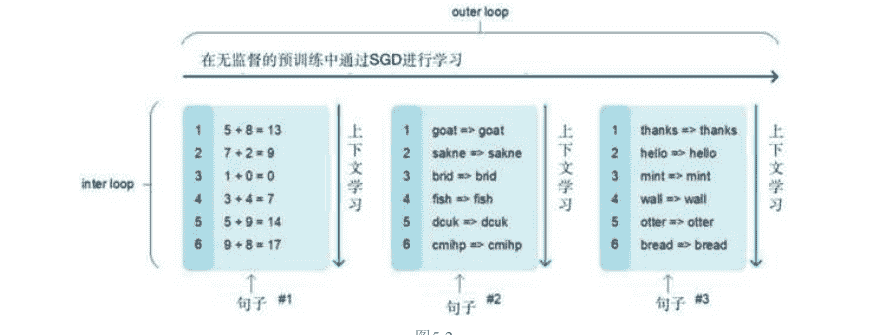 outer loop
在无监督的预训练中通过SGD进行学习
inter loop
1 5 + 8 = 13
2 7 + 2 = 9
3 1 + 0 = 0
4 3 + 4 = 7
5 5 + 9 = 14
6 9 + 8 = 17
上下文学习
句子 #1
1 goat => goat
2 sakne => sakne
3 brid => brid
4 fish => fish
5 dcuk => dcuk
6 cmihp => cmihp
上下文学习
句子 #2
1 thanks => thanks
2 hello => hello
3 mint => mint
4 wall => wall
5 otter => otter
6 bread => bread
上下文学习
句子 #3